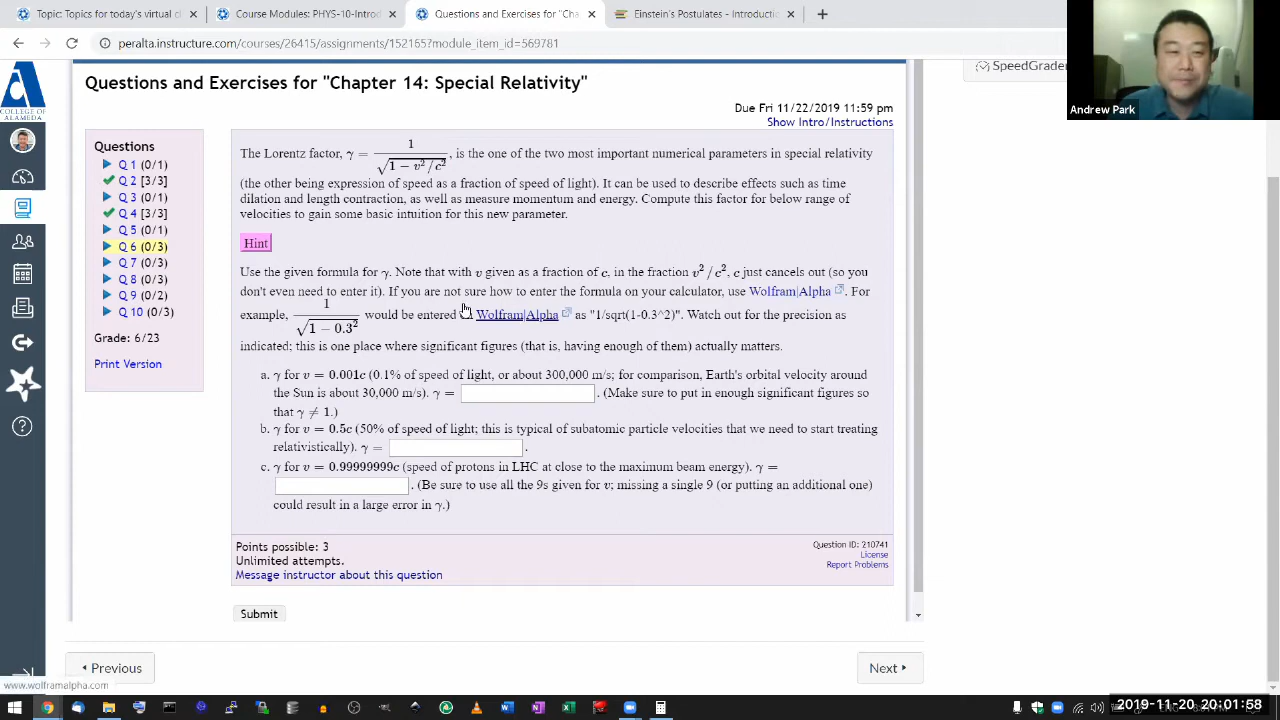 Topic: Topics for today's virtual c
Course Modules: PHYS-10-Introd
Questions and Exercises for "Cha
Einstein's Postulates - Introductio
peralta.instructure.com/courses/26415/assignments/152165?module_item_id=569781
Andrew Park
COLLEGE OF
ALAMEDA
Questions and Exercises for "Chapter 14: Special Relativity"
SpeedGrader
Due Fri 11/22/2019 11:59 pm
Show Intro/Instructions
Questions
Q 1 (0/1)
Q 2 [3/3]
Q 3 (0/1)
Q 4 [3/3]
Q 5 (0/1)
Q 6 (0/3)
Q 7 (0/3)
Q 8 (0/3)
Q 9 (0/2)
Q 10 (0/3)
Grade: 6/23
Print Version
The Lorentz factor, γ = 1/√(1 − v²/c²), is the one of the two most important numerical parameters in special relativity
(the other being expression of speed as a fraction of speed of light). It can be used to describe effects such as time
dilation and length contraction, as well as measure momentum and energy. Compute this factor for below range of
velocities to gain some basic intuition for this new parameter.
Hint
Use the given formula for γ. Note that with v given as a fraction of c, in the fraction v²/c², c just cancels out (so you
don't even need to enter it). If you are not sure how to enter the formula on your calculator, use Wolfram|Alpha. For
example, 1/√(1 − 0.3²) would be entered Wolfram|Alpha as "1/sqrt(1-0.3^2)". Watch out for the precision as
indicated; this is one place where significant figures (that is, having enough of them) actually matters.
a. γ for v = 0.001c (0.1% of speed of light, or about 300,000 m/s; for comparison, Earth's orbital velocity around
the Sun is about 30,000 m/s). γ = . (Make sure to put in enough significant figures so
that γ ≠ 1.)
b. γ for v = 0.5c (50% of speed of light; this is typical of subatomic particle velocities that we need to start treating
relativistically). γ = .
c. γ for v = 0.99999999c (speed of protons in LHC at close to the maximum beam energy). γ =
. (Be sure to use all the 9s given for v; missing a single 9 (or putting an additional one)
could result in a large error in γ.)
Points possible: 3
Unlimited attempts.
Message instructor about this question
Question ID: 210741
License
Report Problems
Submit
Previous
Next
www.wolframalpha.com
2019-11-20 20:01:58